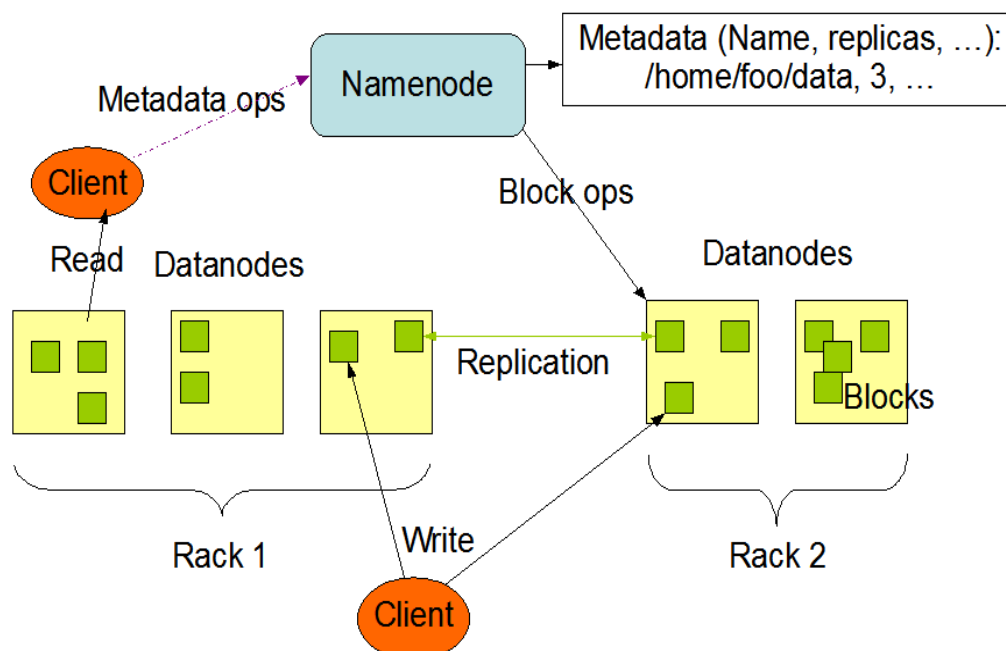 Metadata (Name, replicas, …):
/home/foo/data, 3, …
Namenode
Metadata ops
Client
Block ops
Read
Datanodes
Datanodes
Replication
Blocks
Rack 1
Write
Rack 2
Client